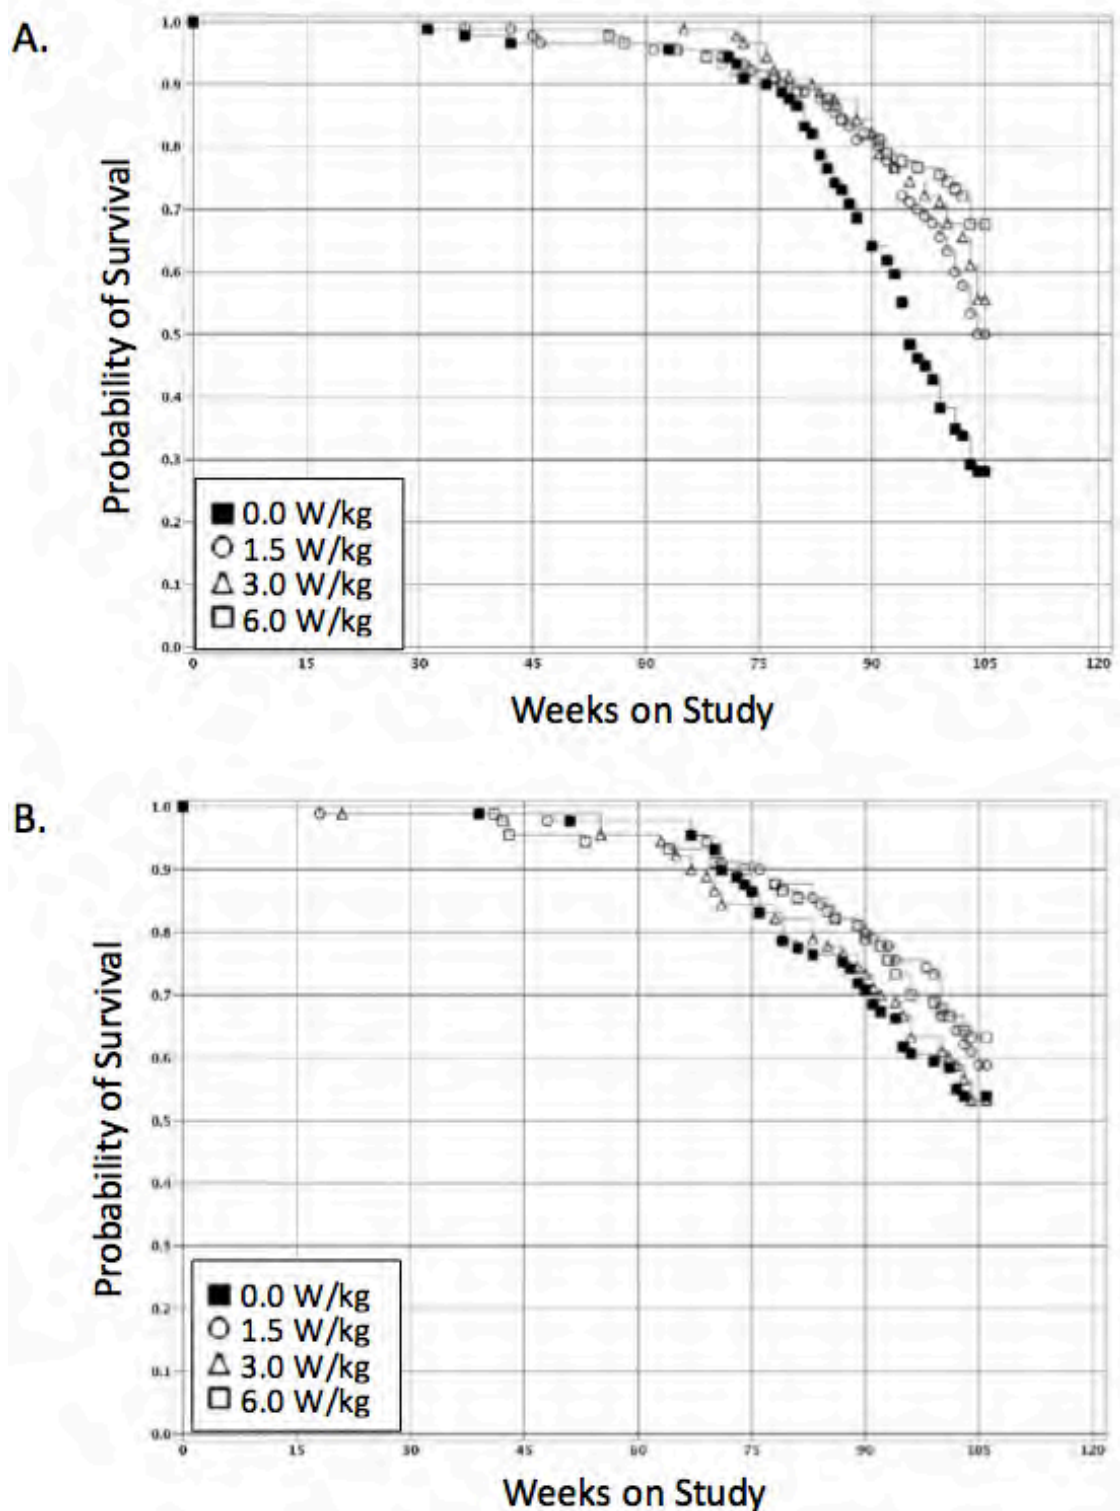 A.
Probability of Survival
1.0
0.9
0.8
0.7
0.6
0.5
0.4
0.3
0.2
0.1
0.0
0.0 W/kg
1.5 W/kg
3.0 W/kg
6.0 W/kg
0 15 30 45 60 75 90 105 120
Weeks on Study
B.
Probability of Survival
1.0
0.9
0.8
0.7
0.6
0.5
0.4
0.3
0.2
0.1
0.0
0.0 W/kg
1.5 W/kg
3.0 W/kg
6.0 W/kg
0 15 30 45 60 75 90 105 120
Weeks on Study